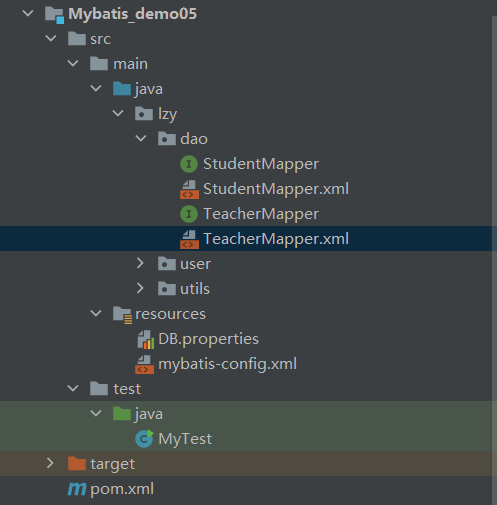 Mybatis_demo05
src
main
java
lzy
dao
StudentMapper
StudentMapper.xml
TeacherMapper
TeacherMapper.xml
user
utils
resources
DB.properties
mybatis-config.xml
test
java
MyTest
target
pom.xml